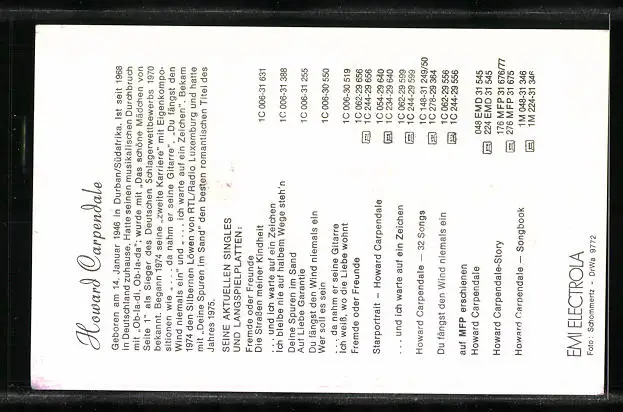 Howard Carpendale
Geboren am 14. Januar 1946 in Durban/Südafrika. Ist seit 1968
in Deutschland zuhause. Hatte seinen musikalischen Durchbruch
mit „Ob-la-di, Ob-la-da“; wurde mit „Das schöne Mädchen von
Seite 1“ als Sieger des Deutschen Schlagerwettbewerbs 1970
bekannt. Begann 1974 seine „zweite Karriere“ mit Eigenkompo-
sitionen wie „. . . da nahm er seine Gitarre“, „Du fängst den
Wind niemals ein“ und „. . . ich warte auf ein Zeichen“. Bekam
1974 den Silbernen Löwen von RTL/Radio Luxemburg und hatte
mit „Deine Spuren im Sand“ den besten romantischen Titel des
Jahres 1975.
SEINE AKTUELLEN SINGLES
UND LANGSPIELPLATTEN:
Fremde oder Freunde
Die Straßen meiner Kindheit 1C 006-31 631
. . . und ich warte auf ein Zeichen
Ich bleibe nie auf halbem Wege steh'n 1C 006-31 388
Deine Spuren im Sand
Auf Liebe Garantie 1C 006-31 255
Du fängst den Wind niemals ein
Wer soll es sein 1C 006-30 550
. . . da nahm er seine Gitarre
Ich weiß, wo die Liebe wohnt 1C 006-30 519
Fremde oder Freunde 1C 062-29 656
1C 244-29 656
Starportrait – Howard Carpendale 1C 054-29 640
1C 234-29 640
. . . und ich warte auf ein Zeichen 1C 062-29 599
1C 244-29 599
Howard Carpendale – 32 Songs 1C 148-31 249/50
1C 278-29 364
Du fängst den Wind niemals ein 1C 062-29 556
1C 244-29 556
auf MFP erschienen
Howard Carpendale 048 EMD 31 545
224 EMD 31 545
Howard Carpendale-Story 176 MFP 31 676/77
276 MFP 31 675
Howard Carpendale – Songbook 1M 048-31 346
1M 224-31 346
EMI ELECTROLA
Foto: Schommertz - DrWa 9772